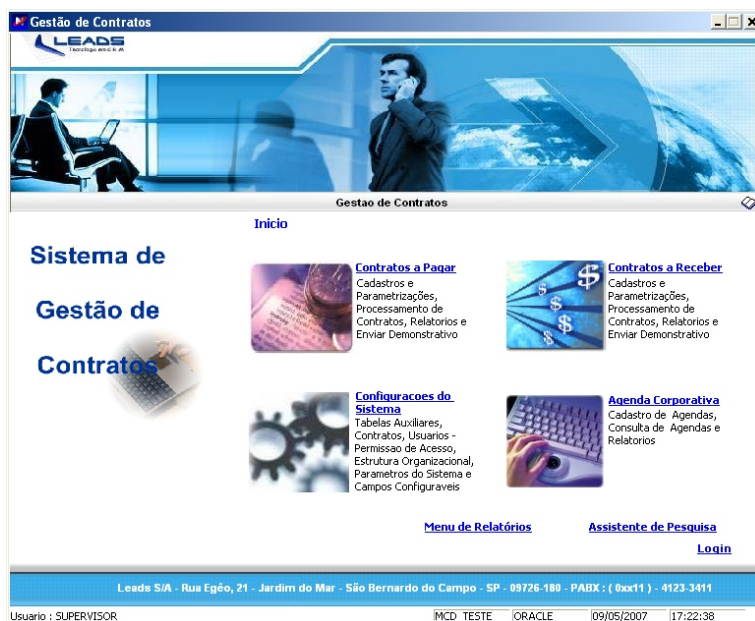 Gestão de Contratos
LEADS
Tecnologia em C R M
Gestao de Contratos
Inicio
Sistema de
Gestão de
Contratos
Contratos a Pagar
Cadastros e
Parametrizações,
Processamento de
Contratos, Relatorios e
Enviar Demonstrativo
Contratos a Receber
Cadastros e
Parametrizações,
Processamento de
Contratos, Relatorios e
Enviar Demonstrativo
Configuracoes do
Sistema
Tabelas Auxiliares,
Contratos, Usuarios -
Permissao de Acesso,
Estrutura Organizacional,
Parametros do Sistema e
Campos Configuraveis
Agenda Corporativa
Cadastro de Agendas,
Consulta de Agendas e
Relatorios
Menu de Relatórios Assistente de Pesquisa
Login
Leads S/A - Rua Egéo, 21 - Jardim do Mar - São Bernardo do Campo - SP - 09726-180 - PABX : ( 0xx11 ) - 4123-3411
Usuario : SUPERVISOR MCD TESTE ORACLE 09/05/2007 17:22:38